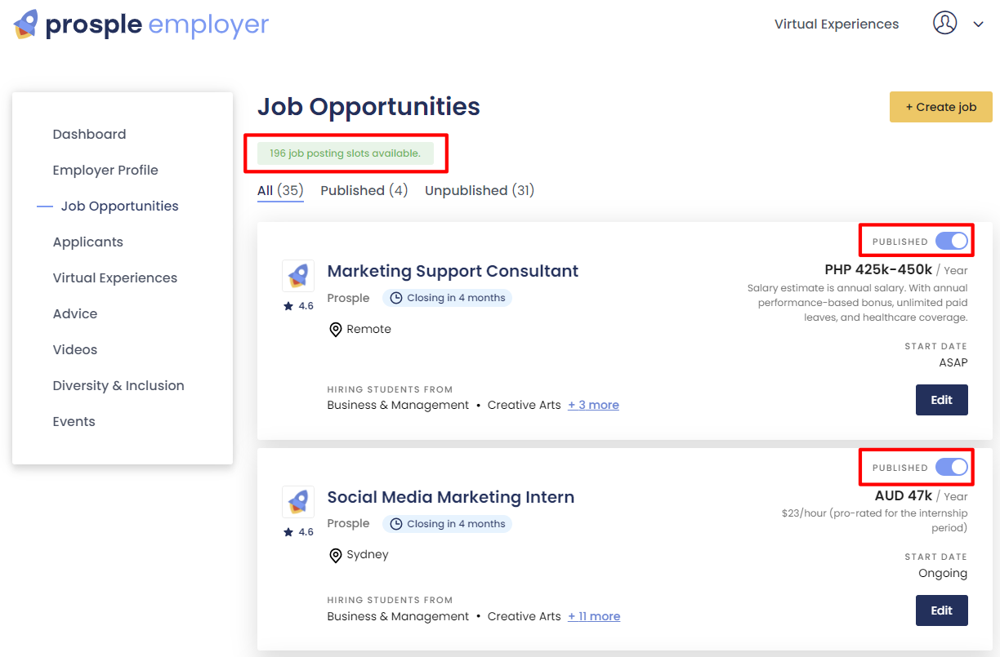 prosple employer
Virtual Experiences
Dashboard
Employer Profile
Job Opportunities
Applicants
Virtual Experiences
Advice
Videos
Diversity & Inclusion
Events
Job Opportunities
+ Create job
196 job posting slots available.
All (35) Published (4) Unpublished (31)
PUBLISHED
Marketing Support Consultant
PHP 425k-450k / Year
Salary estimate is annual salary. With annual
performance-based bonus, unlimited paid
leaves, and healthcare coverage.
4.6
Prosple
Closing in 4 months
Remote
START DATE
ASAP
HIRING STUDENTS FROM
Business & Management • Creative Arts + 3 more
Edit
PUBLISHED
Social Media Marketing Intern
AUD 47k / Year
$23/hour (pro-rated for the internship
period)
4.6
Prosple
Closing in 4 months
Sydney
START DATE
Ongoing
HIRING STUDENTS FROM
Business & Management • Creative Arts + 11 more
Edit